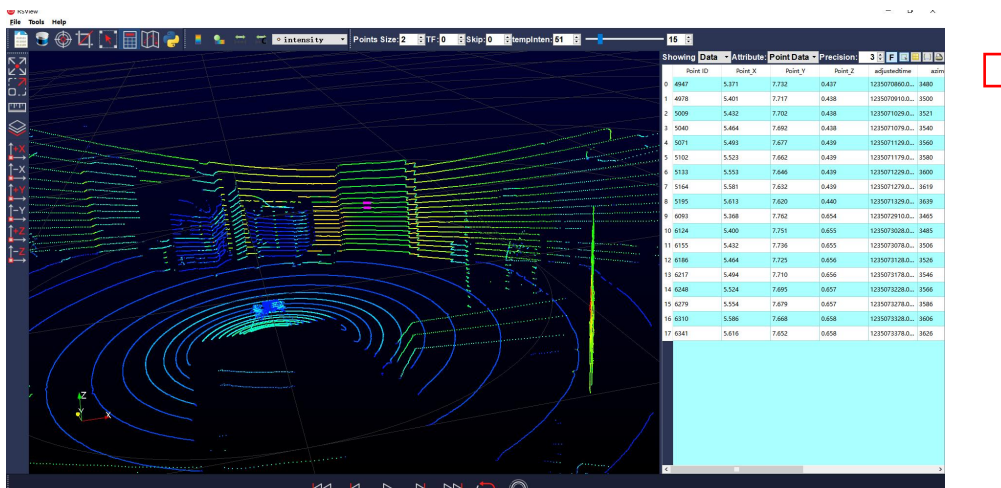 RSView
File Tools Help
intensity Points Size: 2 TF: 0 Skip: 0 tempInten: 51 15
Showing Data Attribute: Point Data Precision: 3 F
Point ID Point_X Point_Y Point_Z adjustedtime azim
0 4947 5.371 7.732 0.437 1235070860.0... 3480
1 4978 5.401 7.717 0.438 1235070910.0... 3500
2 5009 5.432 7.702 0.438 1235071029.0... 3521
3 5040 5.464 7.692 0.438 1235071079.0... 3540
4 5071 5.493 7.677 0.439 1235071129.0... 3560
5 5102 5.523 7.662 0.439 1235071179.0... 3580
6 5133 5.553 7.646 0.439 1235071229.0... 3600
7 5164 5.581 7.632 0.439 1235071279.0... 3619
8 5195 5.613 7.620 0.440 1235071329.0... 3639
9 6093 5.368 7.762 0.654 1235072910.0... 3465
10 6124 5.400 7.751 0.655 1235073028.0... 3485
11 6155 5.432 7.736 0.655 1235073078.0... 3506
12 6186 5.464 7.725 0.656 1235073128.0... 3526
13 6217 5.494 7.710 0.656 1235073178.0... 3546
14 6248 5.524 7.695 0.657 1235073228.0... 3566
15 6279 5.554 7.679 0.657 1235073278.0... 3586
16 6310 5.586 7.668 0.658 1235073328.0... 3606
17 6341 5.616 7.652 0.658 1235073378.0... 3626
+X
-X
+Y
-Y
+Z
-Z
Z
Y X